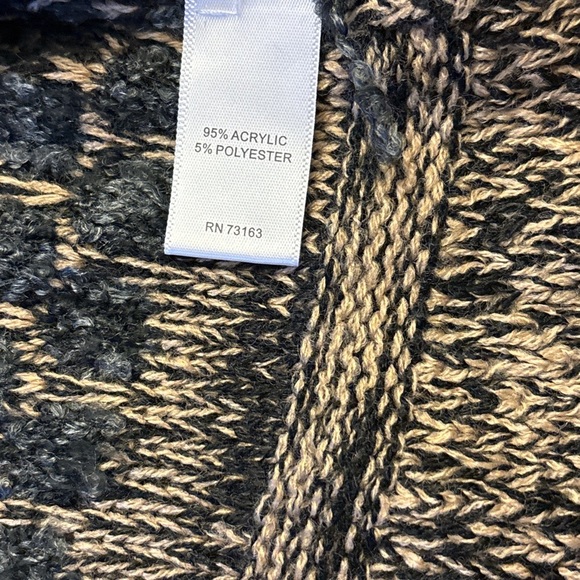 95% ACRYLIC
5% POLYESTER
RN 73163